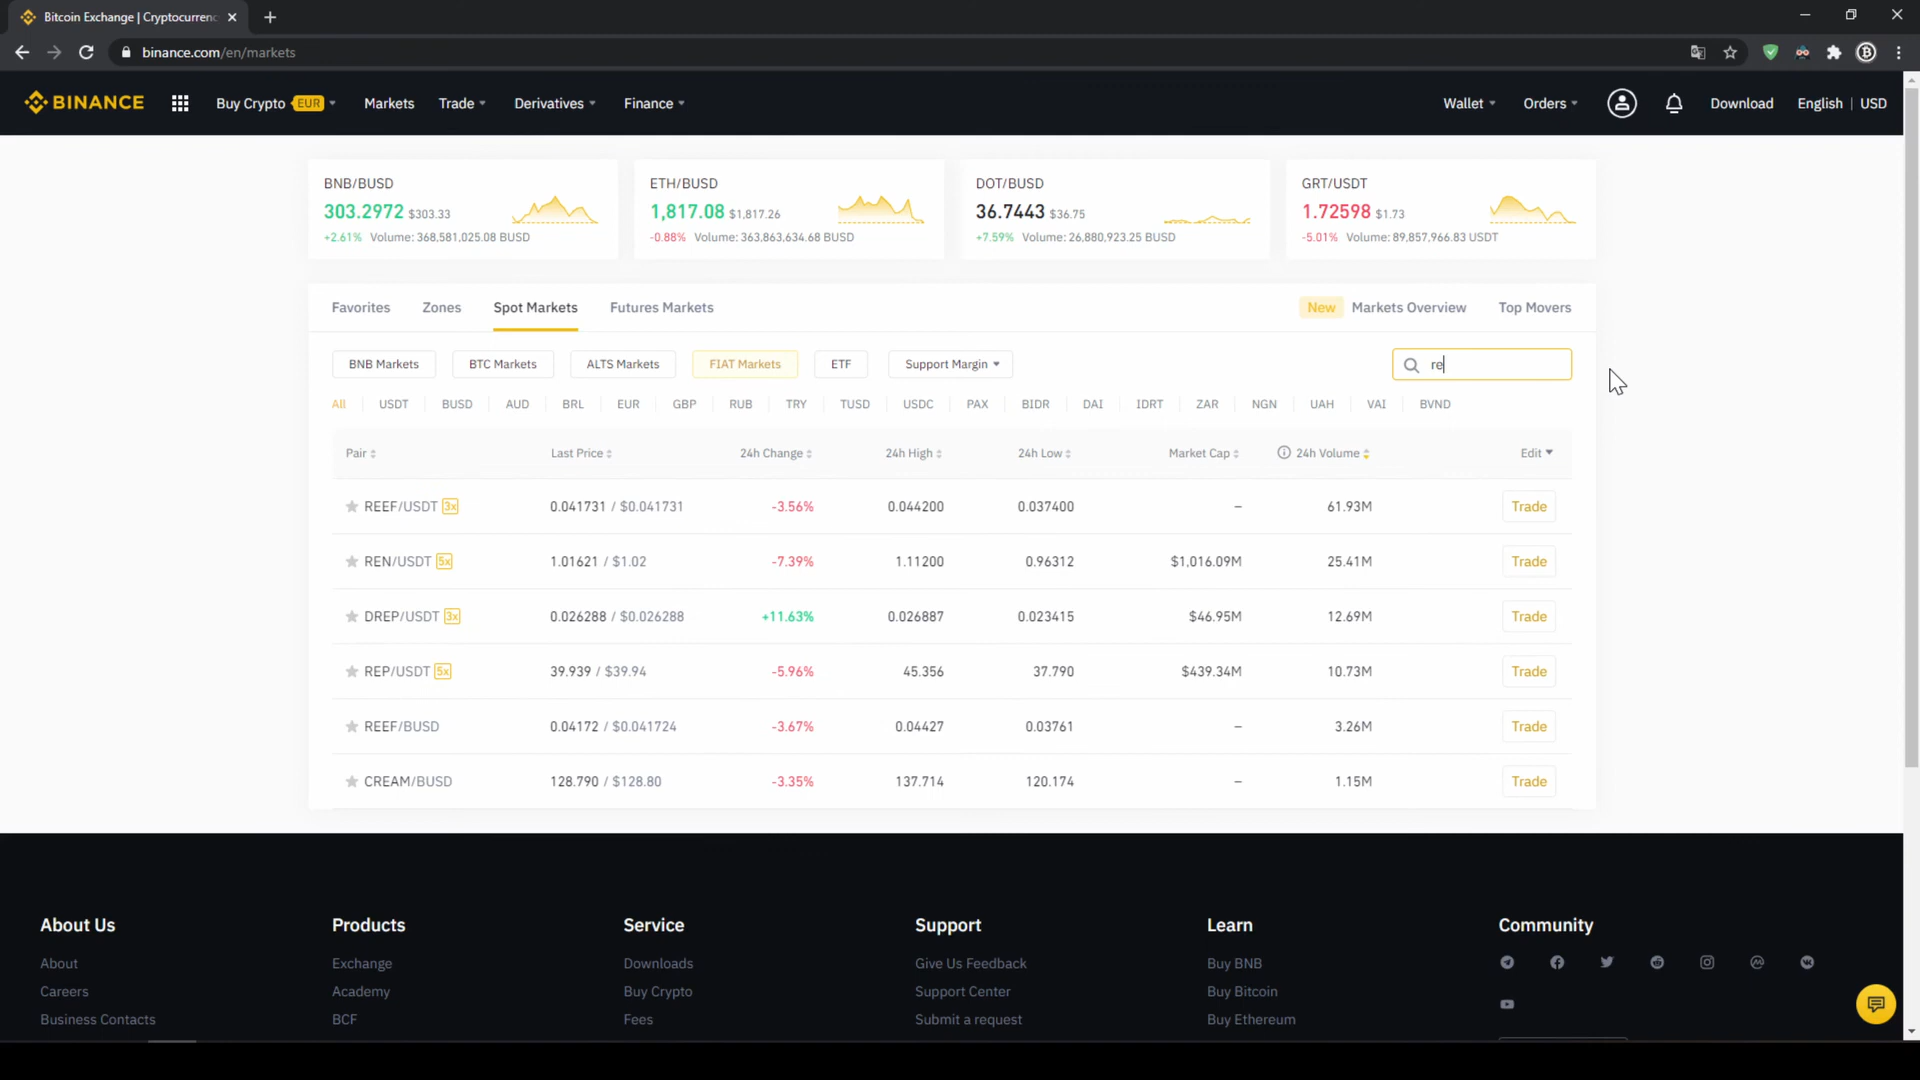 Bitcoin Exchange | Cryptocurrenc
binance.com/en/markets
BINANCE Buy Crypto EUR Markets Trade Derivatives Finance Wallet Orders Download English | USD
BNB/BUSD
303.2972 $303.33
+2.61% Volume: 368,581,025.08 BUSD
ETH/BUSD
1,817.08 $1,817.26
-0.88% Volume: 363,863,634.68 BUSD
DOT/BUSD
36.7443 $36.75
+7.59% Volume: 26,880,923.25 BUSD
GRT/USDT
1.72598 $1.73
-5.01% Volume: 89,857,966.83 USDT
Favorites Zones Spot Markets Futures Markets New Markets Overview Top Movers
BNB Markets BTC Markets ALTS Markets FIAT Markets ETF Support Margin re
All USDT BUSD AUD BRL EUR GBP RUB TRY TUSD USDC PAX BIDR DAI IDRT ZAR NGN UAH VAI BVND
Pair Last Price 24h Change 24h High 24h Low Market Cap 24h Volume Edit
REEF/USDT 3x 0.041731 / $0.041731 -3.56% 0.044200 0.037400 – 61.93M Trade
REN/USDT 5x 1.01621 / $1.02 -7.39% 1.11200 0.96312 $1,016.09M 25.41M Trade
DREP/USDT 3x 0.026288 / $0.026288 +11.63% 0.026887 0.023415 $46.95M 12.69M Trade
REP/USDT 5x 39.939 / $39.94 -5.96% 45.356 37.790 $439.34M 10.73M Trade
REEF/BUSD 0.04172 / $0.041724 -3.67% 0.04427 0.03761 – 3.26M Trade
CREAM/BUSD 128.790 / $128.80 -3.35% 137.714 120.174 – 1.15M Trade
About Us Products Service Support Learn Community
About Exchange Downloads Give Us Feedback Buy BNB
Careers Academy Buy Crypto Support Center Buy Bitcoin
Business Contacts BCF Fees Submit a request Buy Ethereum